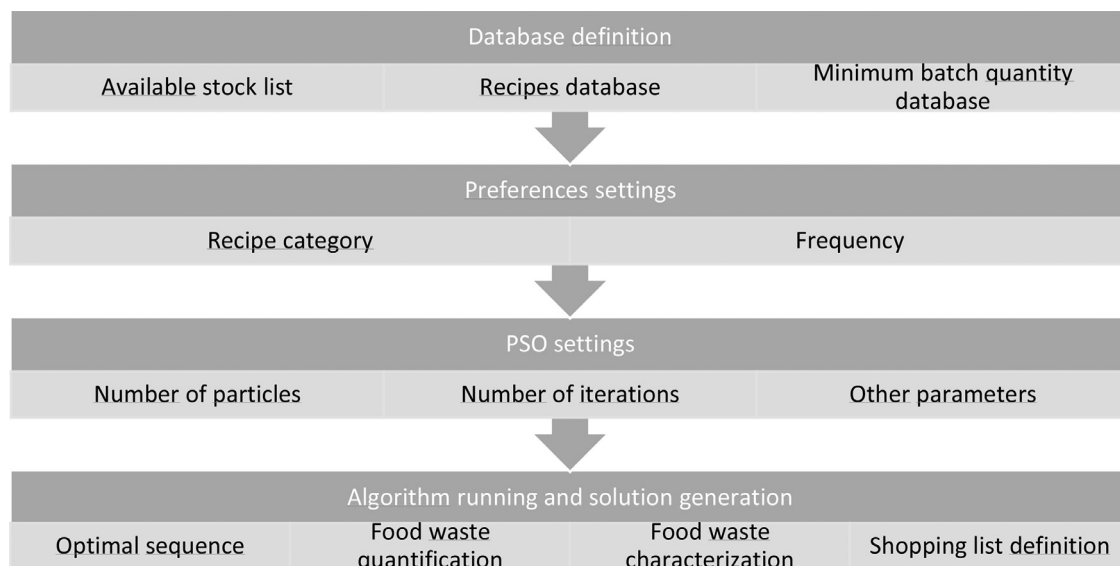 Database definition
Available stock list
Recipes database
Minimum batch quantity
database
Preferences settings
Recipe category
Frequency
PSO settings
Number of particles
Number of iterations
Other parameters
Algorithm running and solution generation
Optimal sequence
Food waste
quantification
Food waste
characterization
Shopping list definition